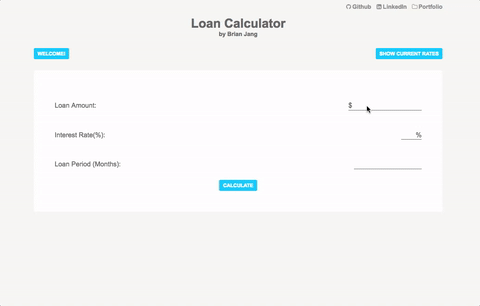 Github LinkedIn Portfolio
Loan Calculator
by Brian Jang
WELCOME! SHOW CURRENT RATES
Loan Amount: $
Interest Rate(%): %
Loan Period (Months):
CALCULATE